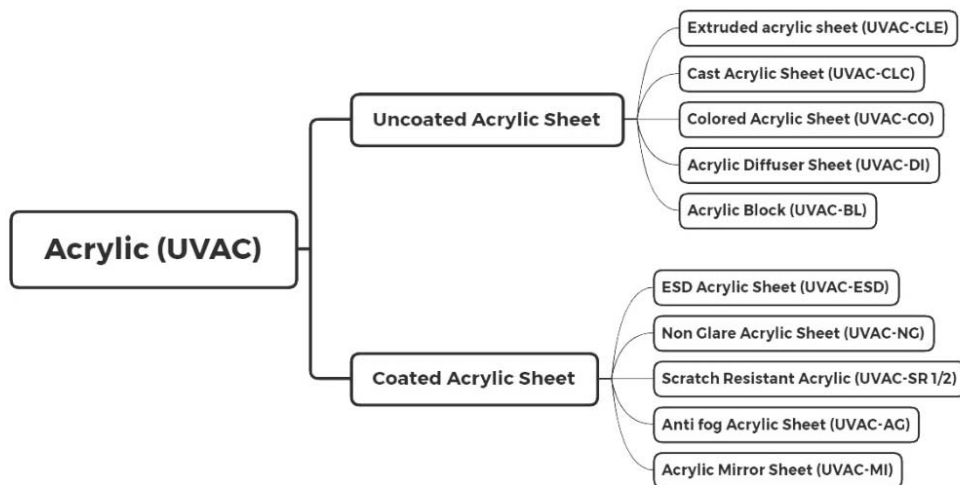 Acrylic (UVAC)
Uncoated Acrylic Sheet
Extruded acrylic sheet (UVAC-CLE)
Cast Acrylic Sheet (UVAC-CLC)
Colored Acrylic Sheet (UVAC-CO)
Acrylic Diffuser Sheet (UVAC-DI)
Acrylic Block (UVAC-BL)
Coated Acrylic Sheet
ESD Acrylic Sheet (UVAC-ESD)
Non Glare Acrylic Sheet (UVAC-NG)
Scratch Resistant Acrylic (UVAC-SR 1/2)
Anti fog Acrylic Sheet (UVAC-AG)
Acrylic Mirror Sheet (UVAC-MI)